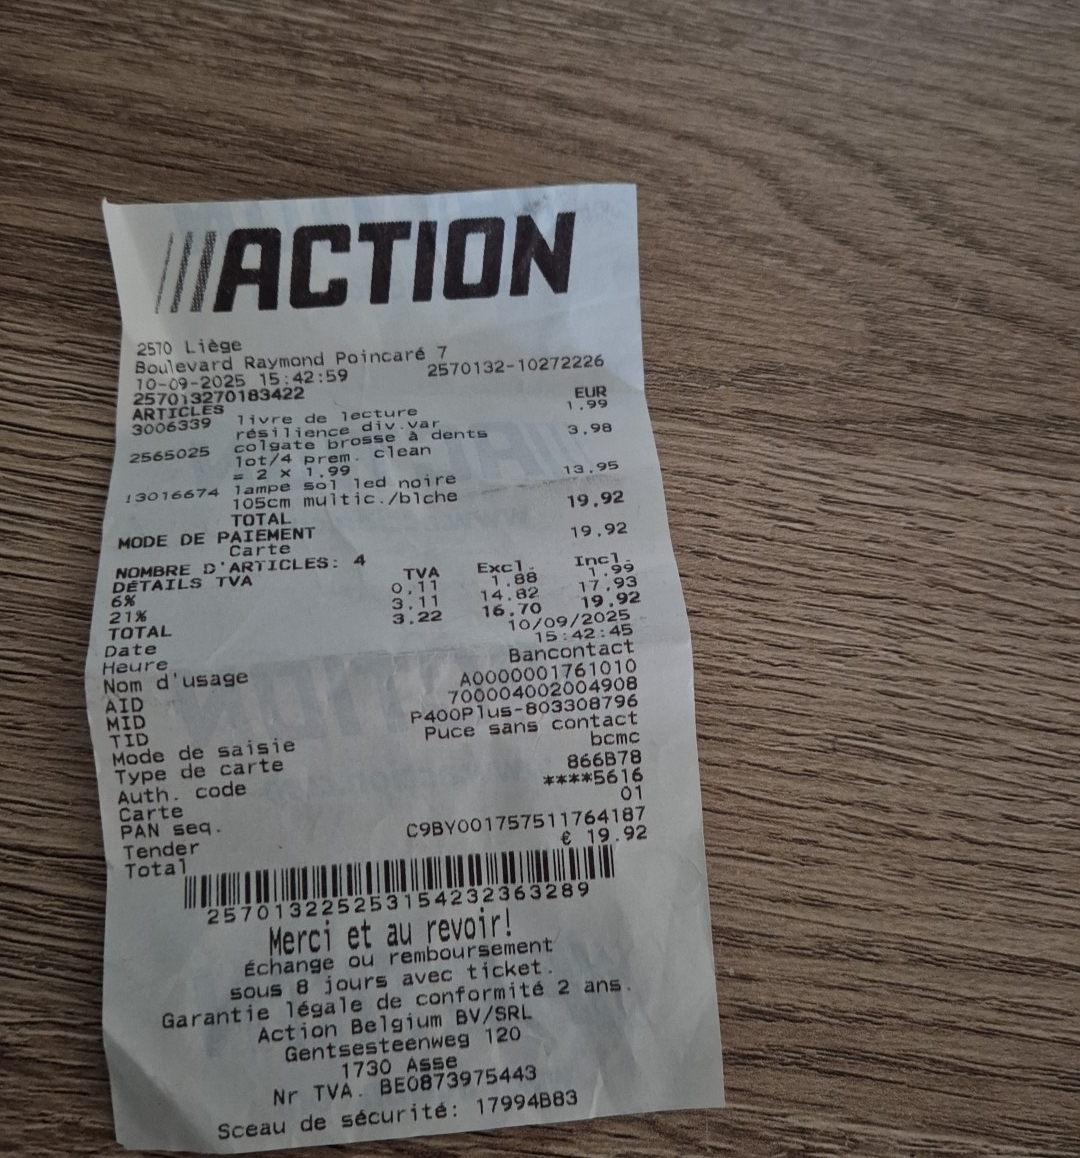 ACTION
2570 Liège
Boulevard Raymond Poincaré 7
10-09-2025 15:42:59 2570132-10272226
257013270183422
ARTICLES EUR
3006339 livre de lecture 1.99
résilience div.var
2565025 colgate brosse à dents 3.98
lot/4 prem. clean
= 2 x 1.99
!3016674 lampe sol led noire 13.95
105cm multic./blche
TOTAL 19.92
MODE DE PAIEMENT
Carte 19.92
NOMBRE D'ARTICLES: 4
DÉTAILS TVA TVA Excl. Incl.
6% 0.11 1.88 1.99
21% 3.11 14.82 17.93
TOTAL 3.22 16.70 19.92
Date 10/09/2025
Heure 15:42:45
Nom d'usage Bancontact
AID A0000001761010
MID 700004002004908
TID P400Plus-803308796
Mode de saisie Puce sans contact
Type de carte bcmc
Auth. code 866B78
Carte ****5616
PAN seq. 01
Tender C9BY001757511764187
Total € 19.92
257013225253154232363289
Merci et au revoir!
Échange ou remboursement
sous 8 jours avec ticket.
Garantie légale de conformité 2 ans.
Action Belgium BV/SRL
Gentsesteenweg 120
1730 Asse
Nr TVA. BE0873975443
Sceau de sécurité: 17994B83